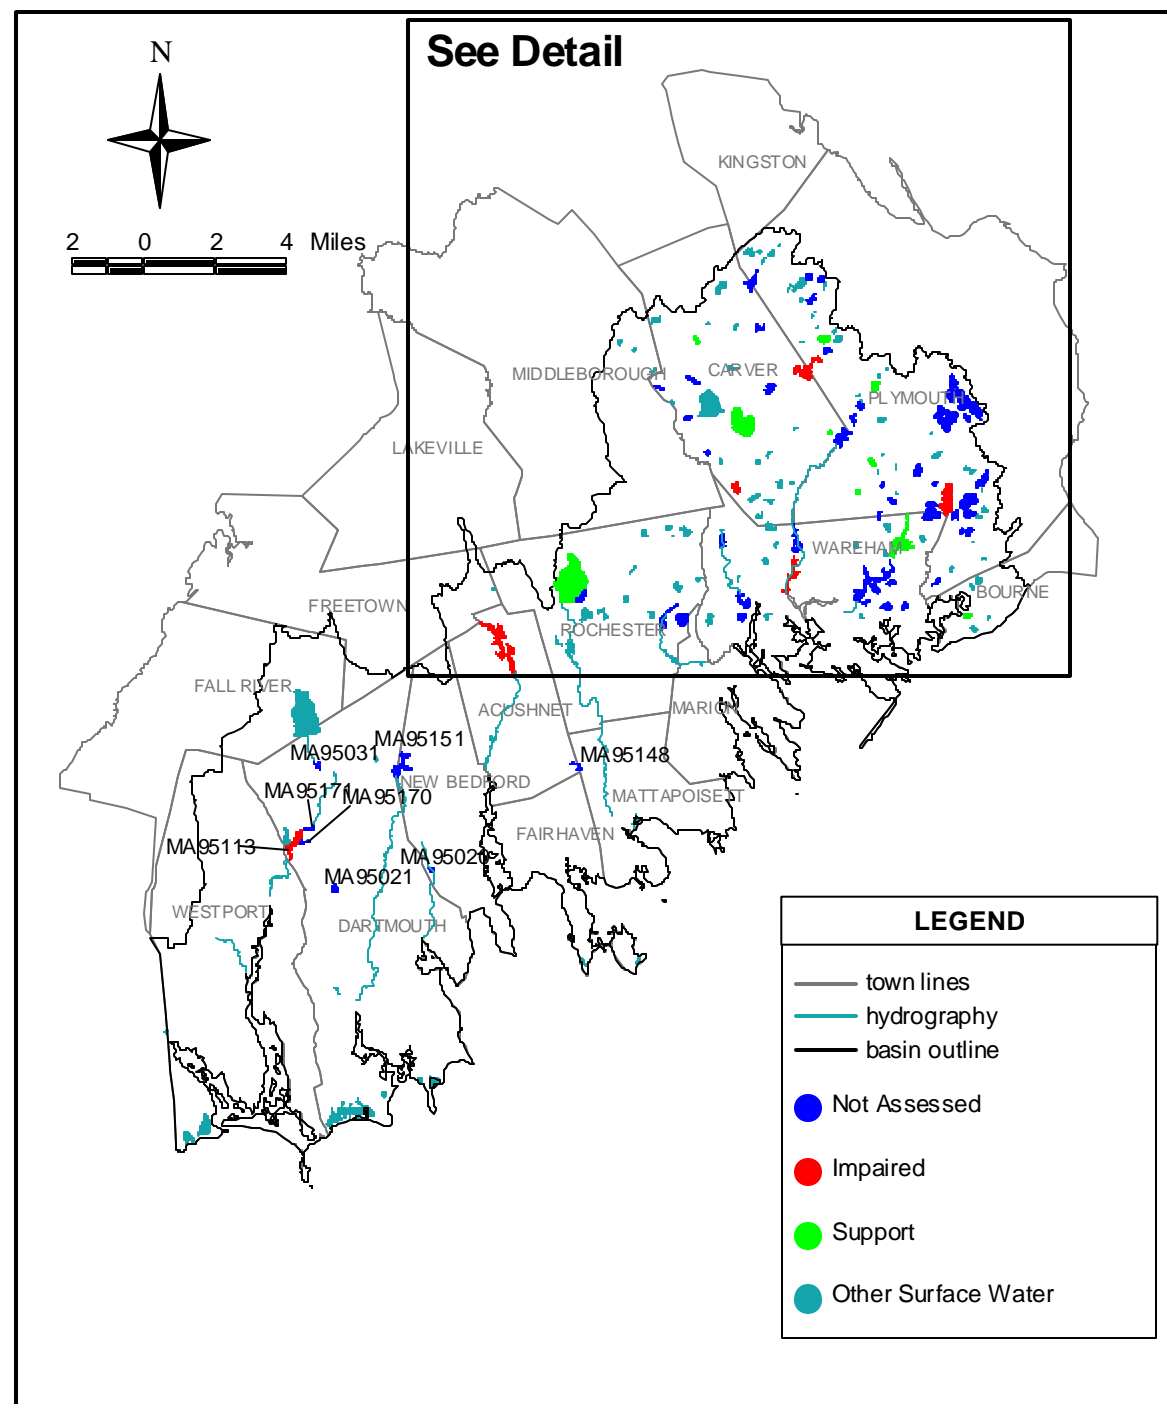 See Detail
N
2 0 2 4 Miles
KINGSTON
MIDDLEBOROUGH
CARVER
PLYMOUTH
LAKEVILLE
WAREHAM
BOURNE
FREETOWN
ROCHESTER
FALL RIVER
ACUSHNET
MARION
MA95151
MA95031
MA95148
NEW BEDFORD
MA95171
MA95170
MATTAPOISETT
FAIRHAVEN
MA95113
MA95020
MA95021
WESTPORT
DARTMOUTH
LEGEND
town lines
hydrography
basin outline
Not Assessed
Impaired
Support
Other Surface Water